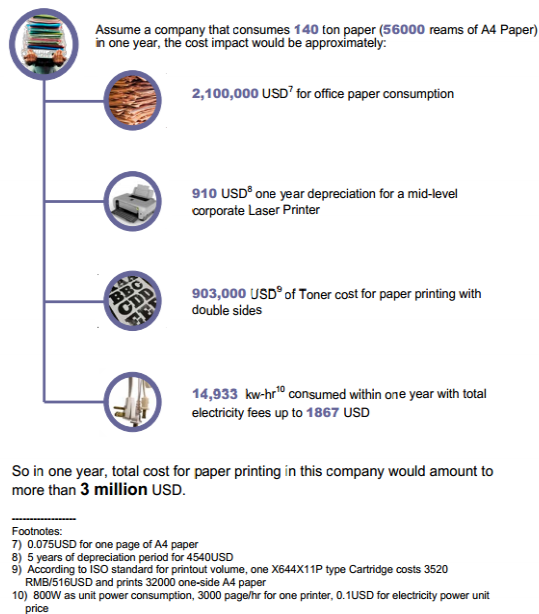 Assume a company that consumes 140 ton paper (56000 reams of A4 Paper)
in one year, the cost impact would be approximately:
2,100,000 USD7 for office paper consumption
910 USD8 one year depreciation for a mid-level
corporate Laser Printer
BBC
CDD
EFF
903,000 USD9 of Toner cost for paper printing with
double sides
14,933 kw-hr10 consumed within one year with total
electricity fees up to 1867 USD
So in one year, total cost for paper printing in this company would amount to
more than 3 million USD.
------------------
Footnotes:
7) 0.075USD for one page of A4 paper
8) 5 years of depreciation period for 4540USD
9) According to ISO standard for printout volume, one X644X11P type Cartridge costs 3520
RMB/516USD and prints 32000 one-side A4 paper
10) 800W as unit power consumption, 3000 page/hr for one printer, 0.1USD for electricity power unit
price